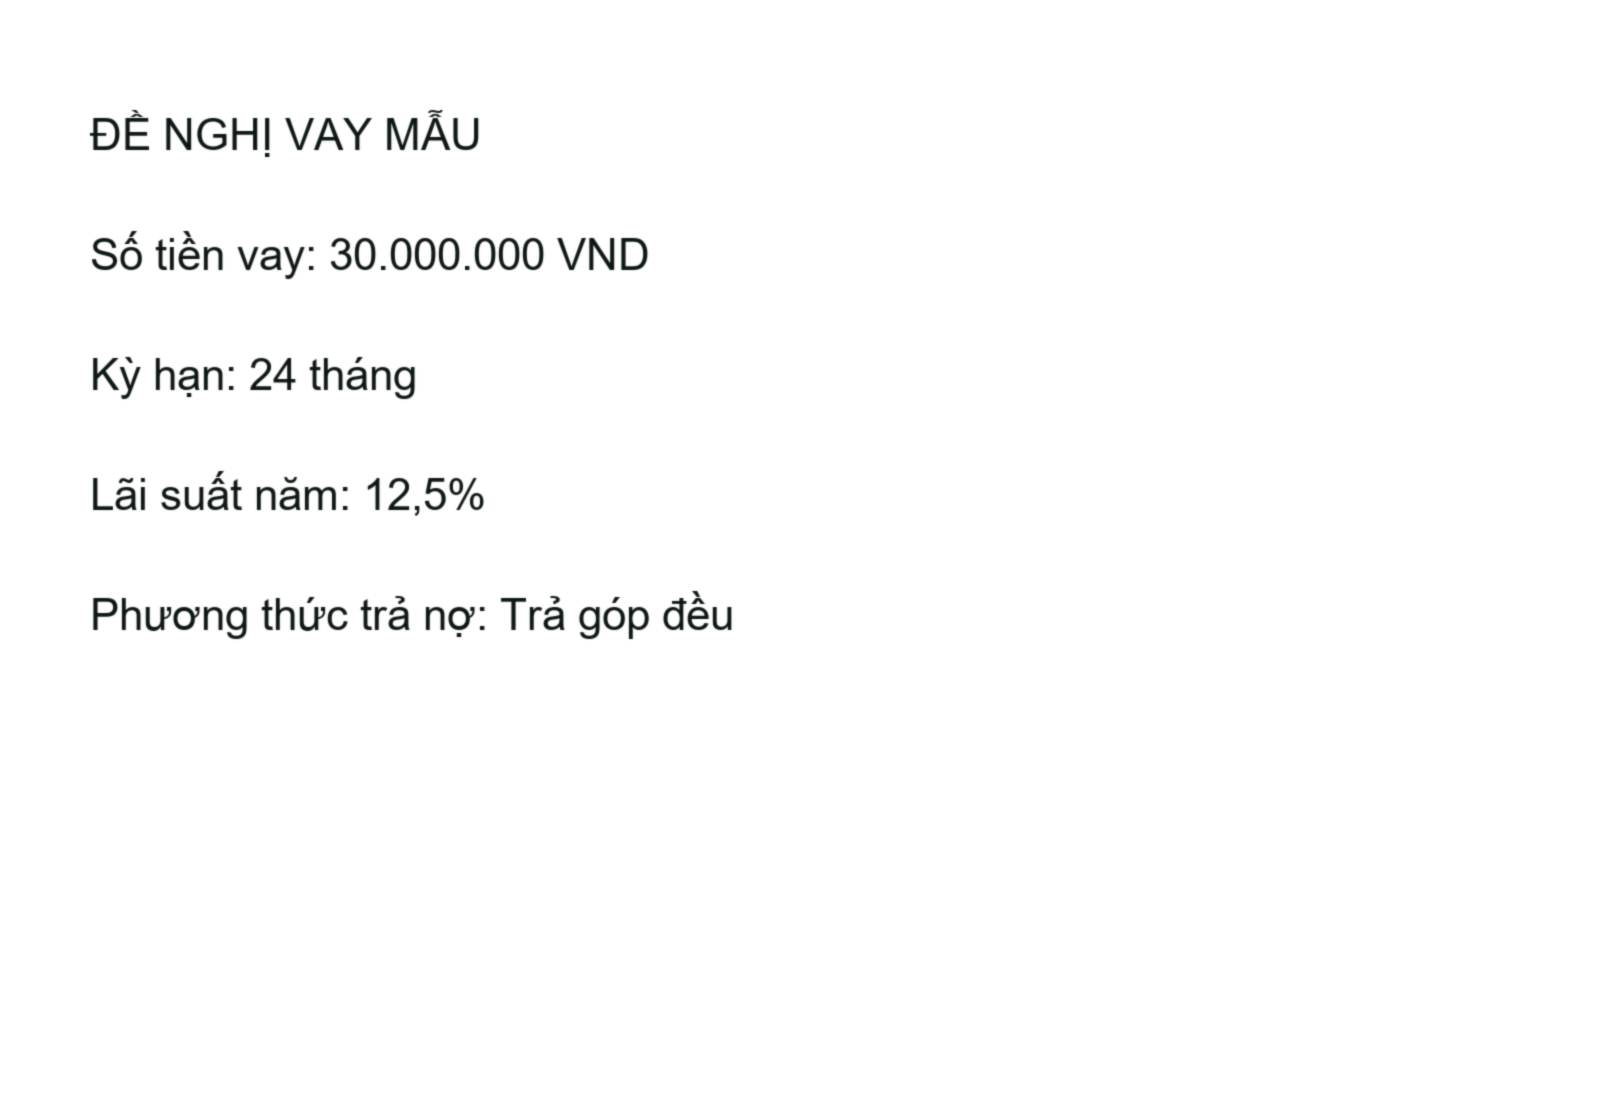 ĐỀ NGHỊ VAY MẪU
Số tiền vay: 30.000.000 VND
Kỳ hạn: 24 tháng
Lãi suất năm: 12,5%
Phương thức trả nợ: Trả góp đều